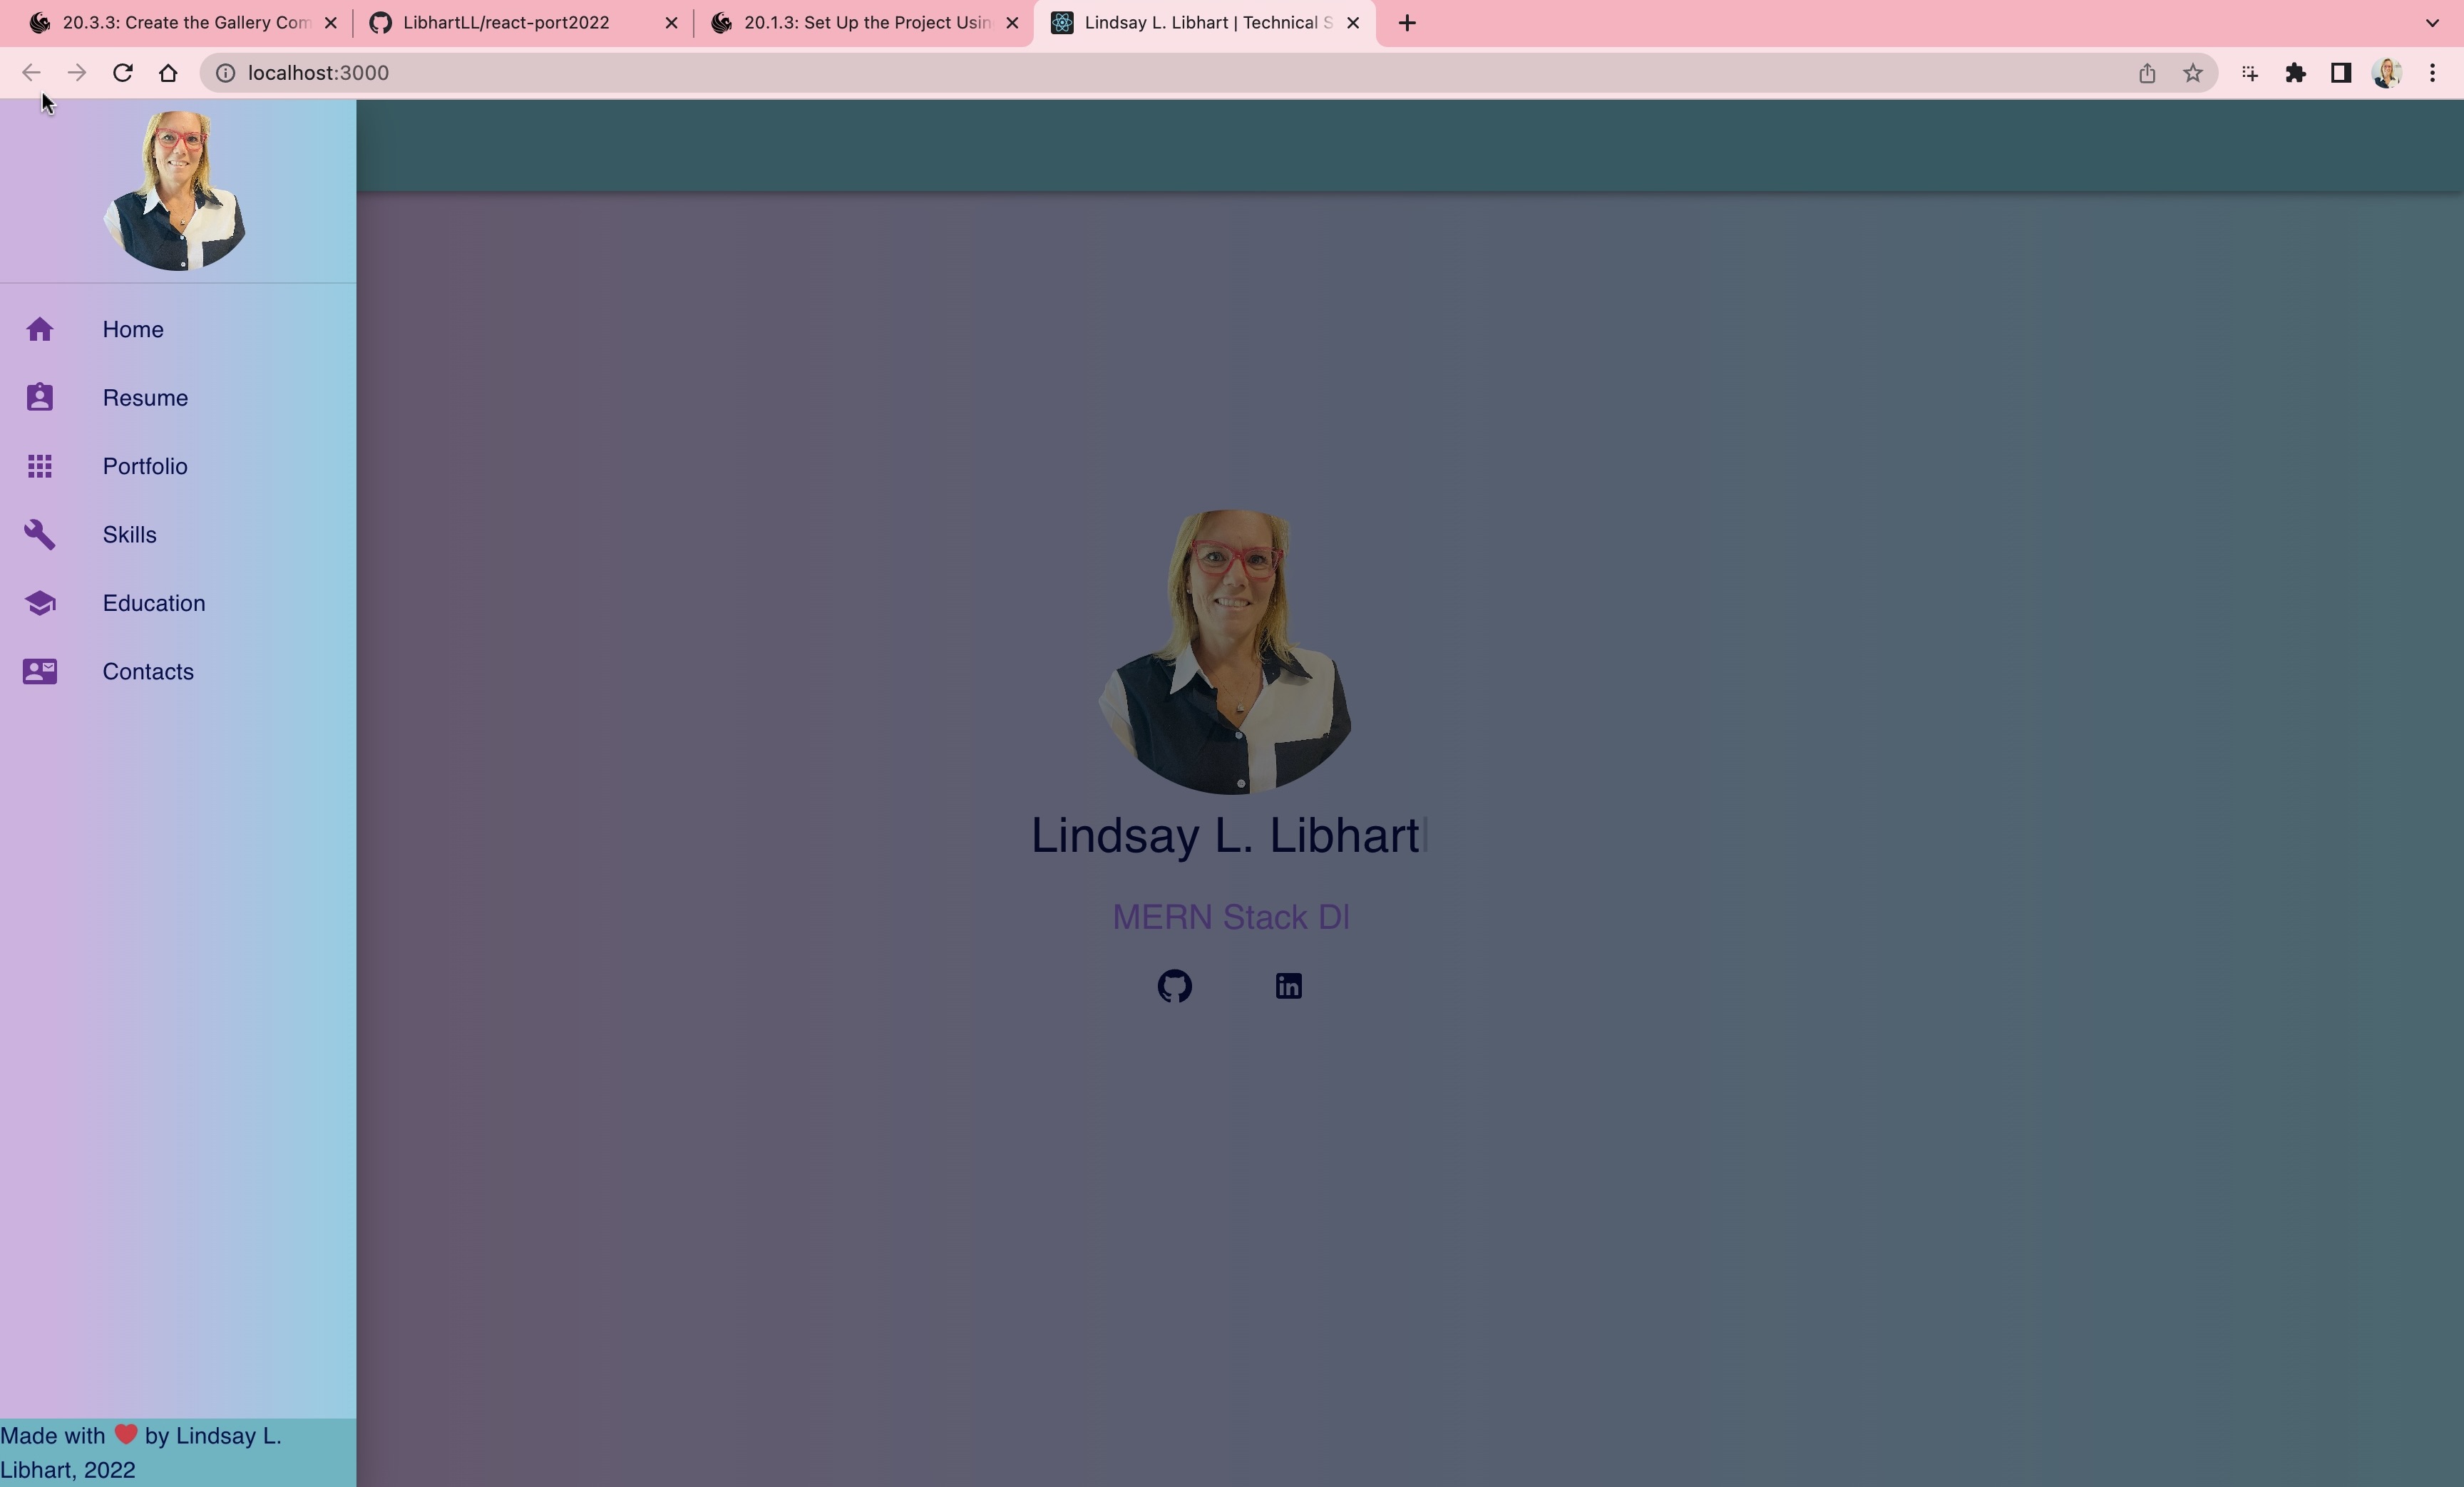 20.3.3: Create the Gallery Com
LibhartLL/react-port2022
20.1.3: Set Up the Project Usin
Lindsay L. Libhart | Technical S
localhost:3000
Home
Resume
Portfolio
Skills
Education
Contacts
Lindsay L. Libhart
MERN Stack D|
in
Made with ❤️ by Lindsay L.
Libhart, 2022